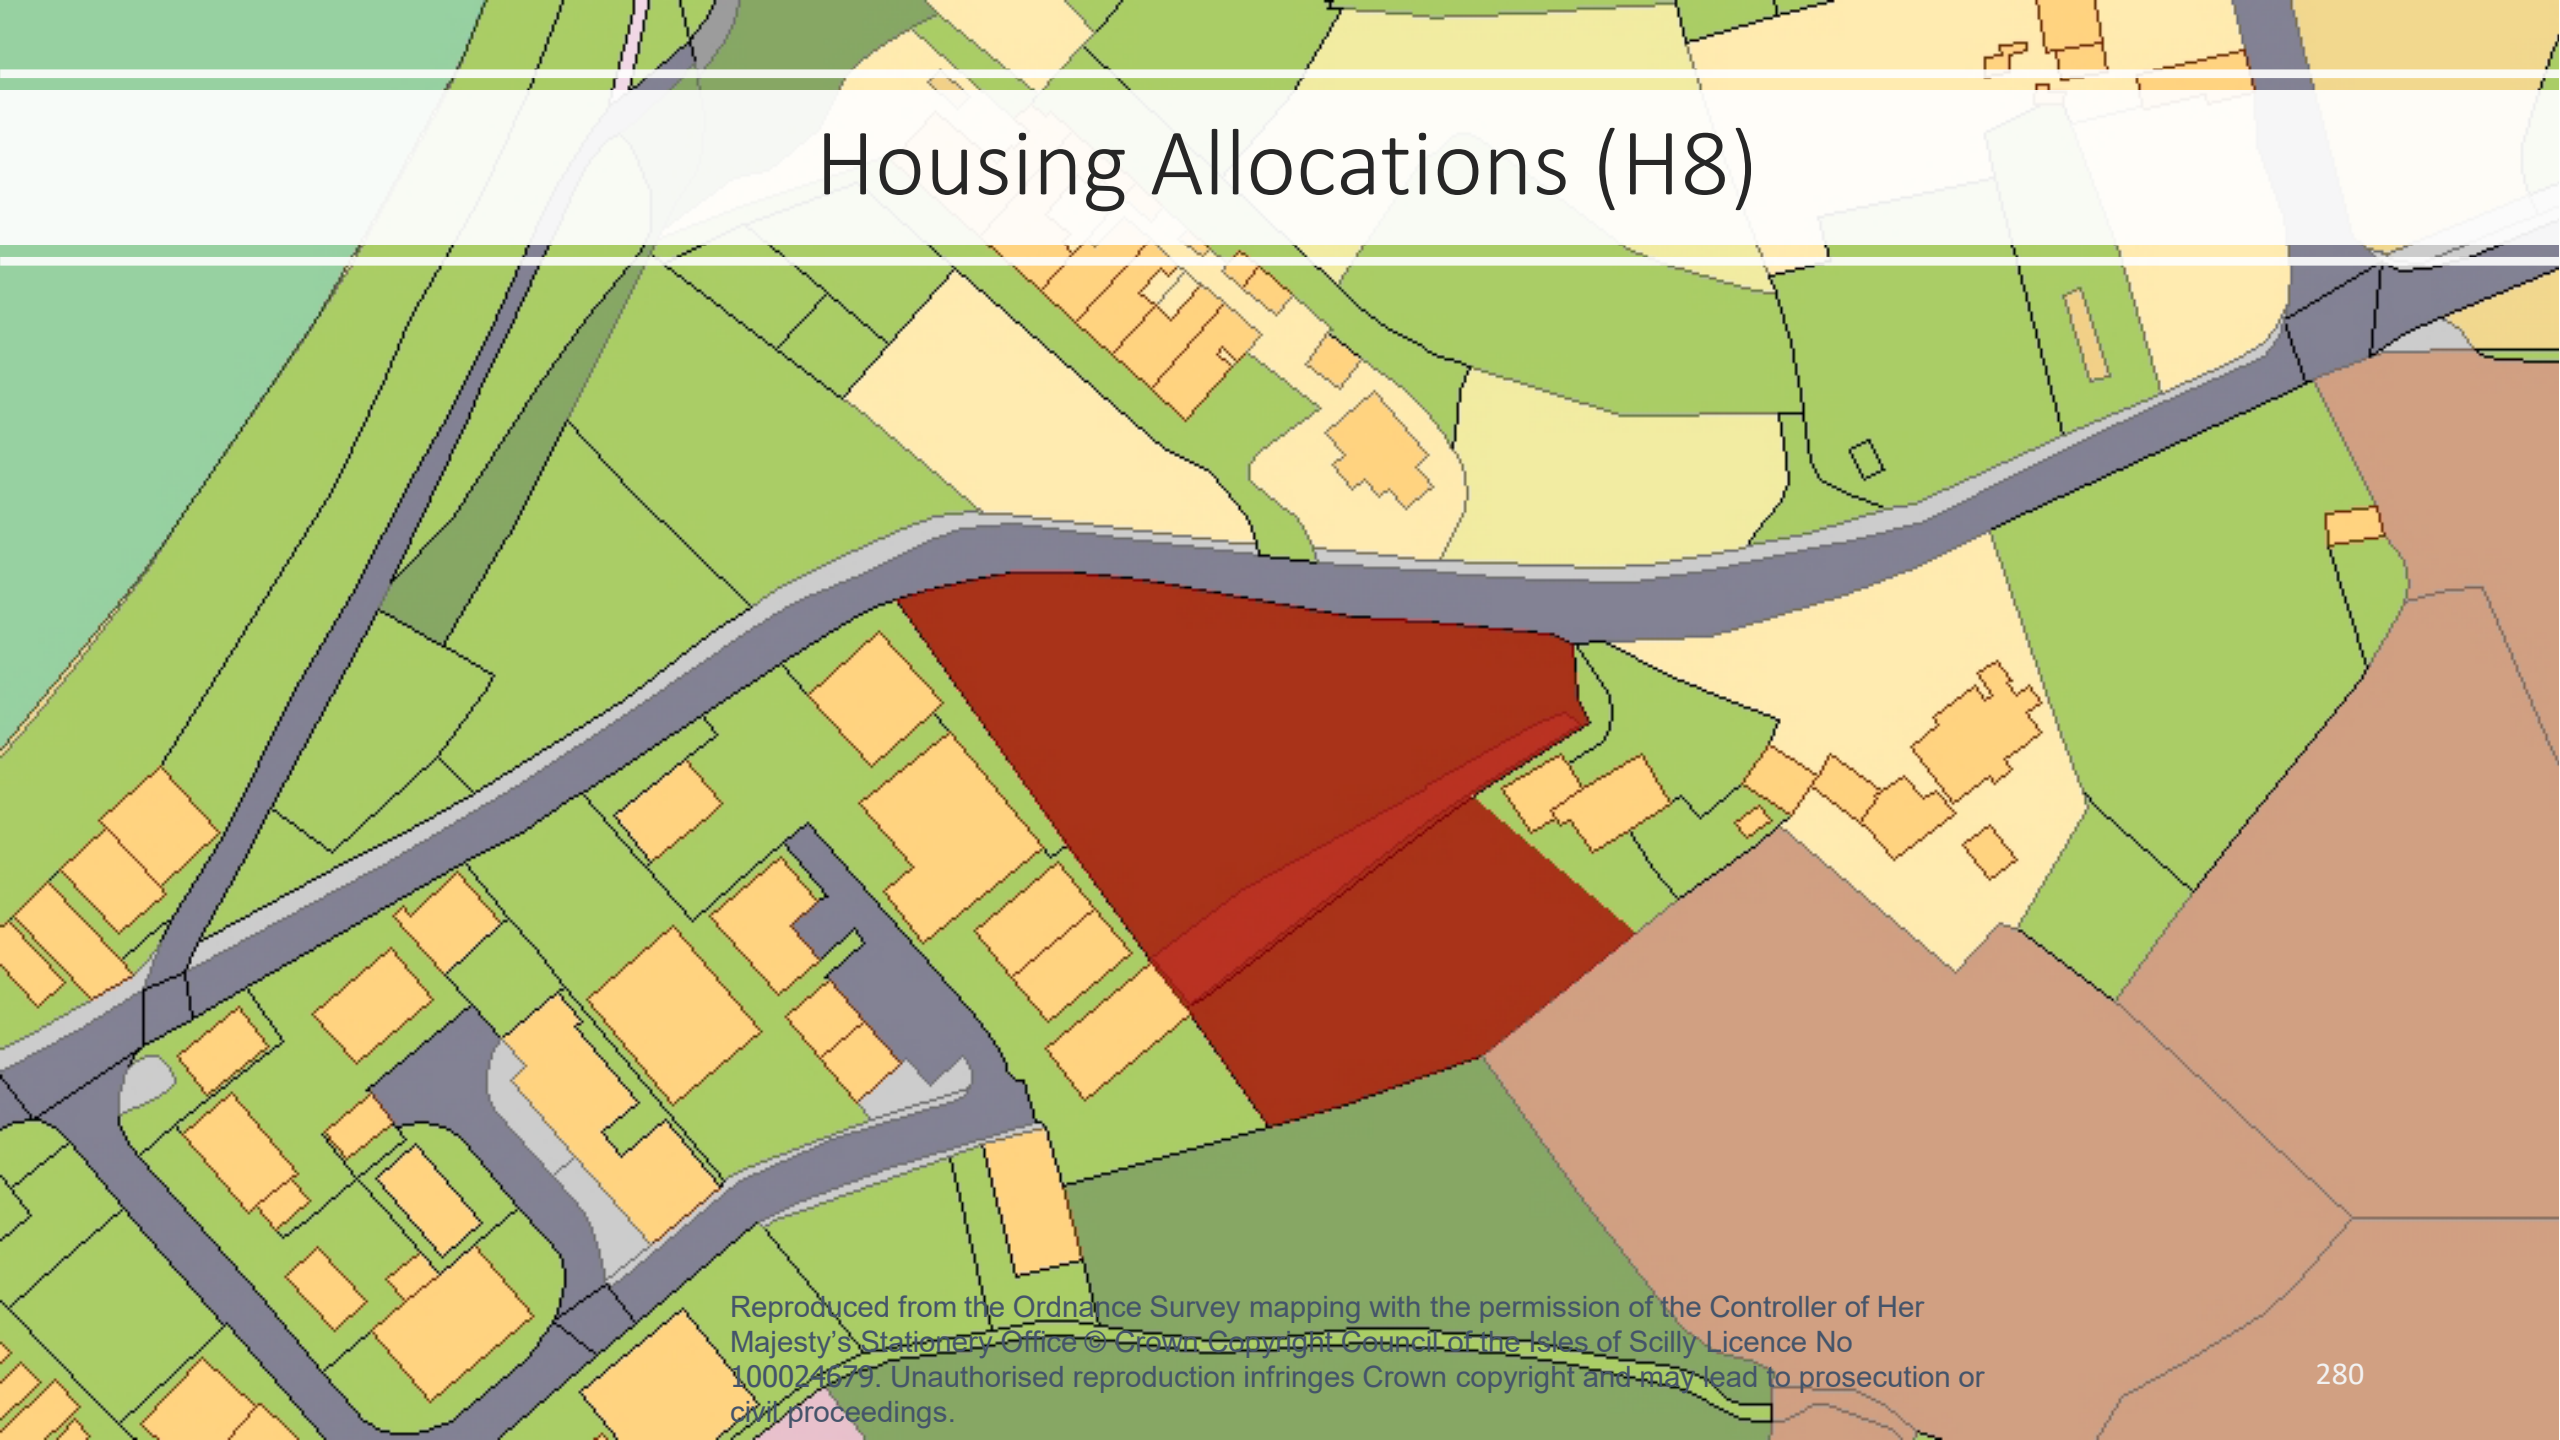 Housing Allocations (H8)
Reproduced from the Ordnance Survey mapping with the permission of the Controller of Her
Majesty’s Stationery Office © Crown Copyright Council of the Isles of Scilly Licence No
100024679. Unauthorised reproduction infringes Crown copyright and may lead to prosecution or
civil proceedings.
280